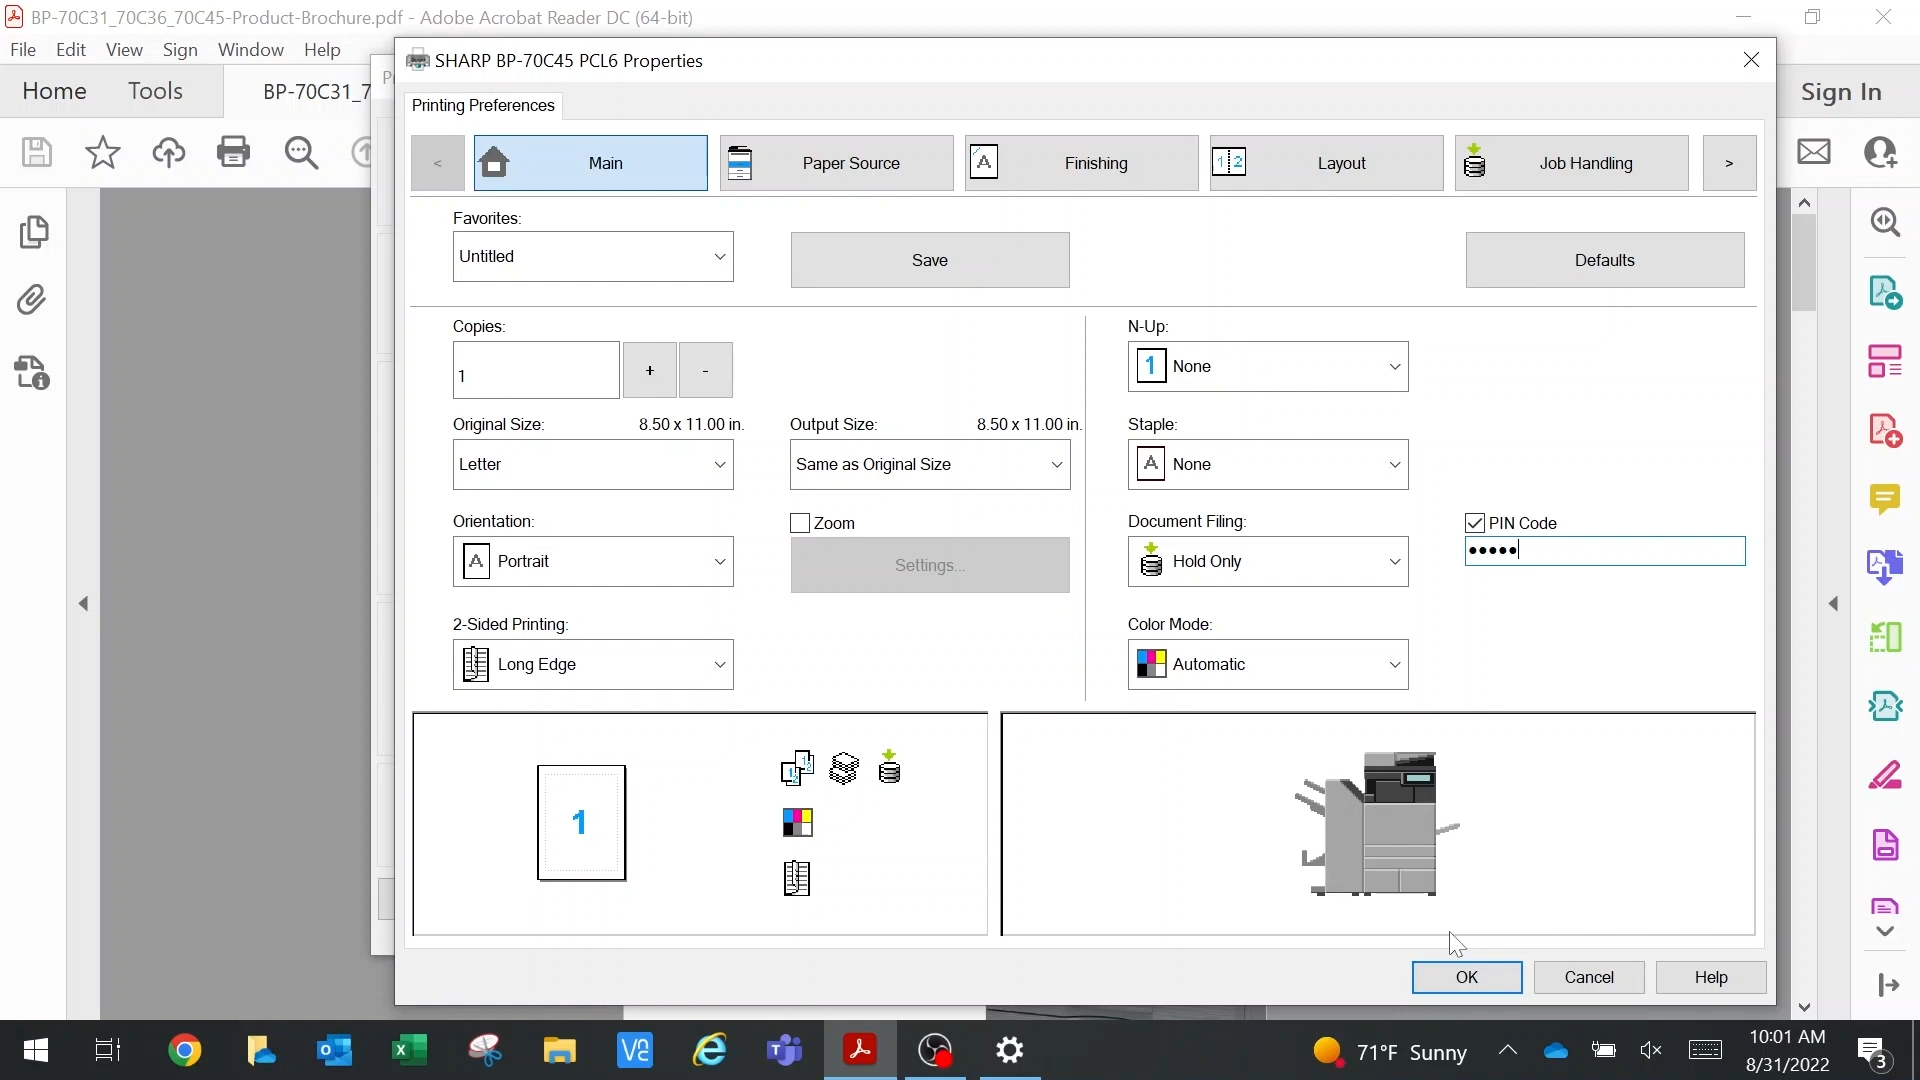 BP-70C31_70C36_70C45-Product-Brochure.pdf - Adobe Acrobat Reader DC (64-bit)
File Edit View Sign Window Help
SHARP BP-70C45 PCL6 Properties
Home Tools BP-70C31_7 Sign In
Printing Preferences
< Main Paper Source Finishing Layout Job Handling >
Favorites:
Untitled Save Defaults
Copies: N-Up:
1 + - 1 None
Original Size: 8.50 x 11.00 in. Output Size: 8.50 x 11.00 in. Staple:
Letter Same as Original Size A None
Orientation: Zoom Document Filing: PIN Code
A Portrait Settings... Hold Only •••••
2-Sided Printing: Color Mode:
Long Edge Automatic
1
OK Cancel Help
71°F Sunny
10:01 AM
8/31/2022
3